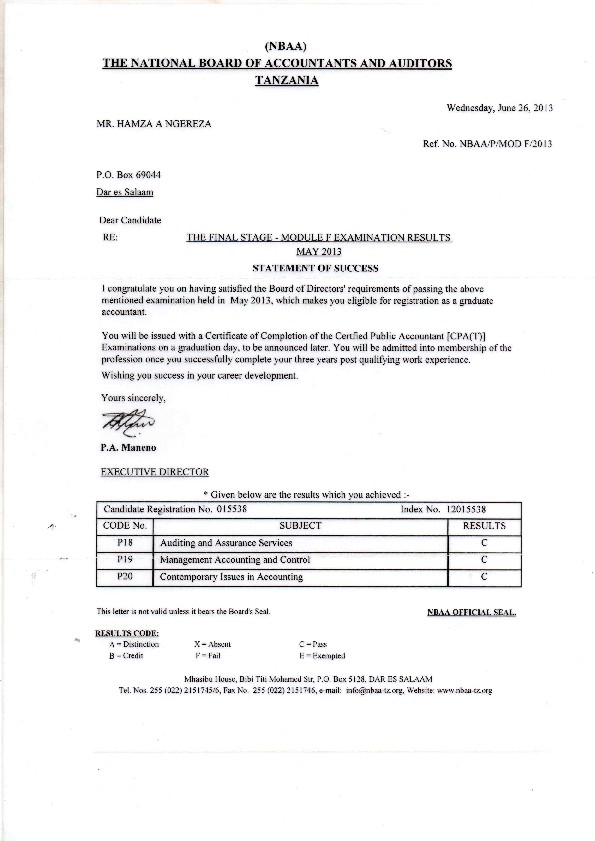 (NBAA)
THE NATIONAL BOARD OF ACCOUNTANTS AND AUDITORS
TANZANIA
Wednesday, June 26, 2013
MR. HAMZA A NGEREZA
Ref. No. NBAA/P/MOD F/2013
P.O. Box 69044
Dar es Salaam
Dear Candidate
RE: THE FINAL STAGE - MODULE F EXAMINATION RESULTS
MAY 2013
STATEMENT OF SUCCESS
I congratulate you on having satisfied the Board of Directors' requirements of passing the above
mentioned examination held in May 2013, which makes you eligible for registration as a graduate
accountant.
You will be issued with a Certificate of Completion of the Certfied Public Accountant [CPA(T)]
Examinations on a graduation day, to be announced later. You will be admitted into membership of the
profession once you successfully complete your three years post qualifying work experience.
Wishing you success in your career development.
Yours sincerely,
P.A. Maneno
EXECUTIVE DIRECTOR
* Given below are the results which you achieved :-
Candidate Registration No. 015538 Index No. 12015538
CODE No. SUBJECT RESULTS
P18 Auditing and Assurance Services C
P19 Management Accounting and Control C
P20 Contemporary Issues in Accounting C
This letter is not valid unless it bears the Board's Seal. NBAA OFFICIAL SEAL.
RESULTS CODE:
A = Distinction X = Absent C = Pass
B = Credit F = Fail E = Exempted
Mhasibu House, Bibi Titi Mohamed Str, P.O. Box 5128, DAR ES SALAAM
Tel. Nos. 255 (022) 2151745/6, Fax No. 255 (022) 2151746, e-mail: info@nbaa-tz.org, Website: www.nbaa-tz.org